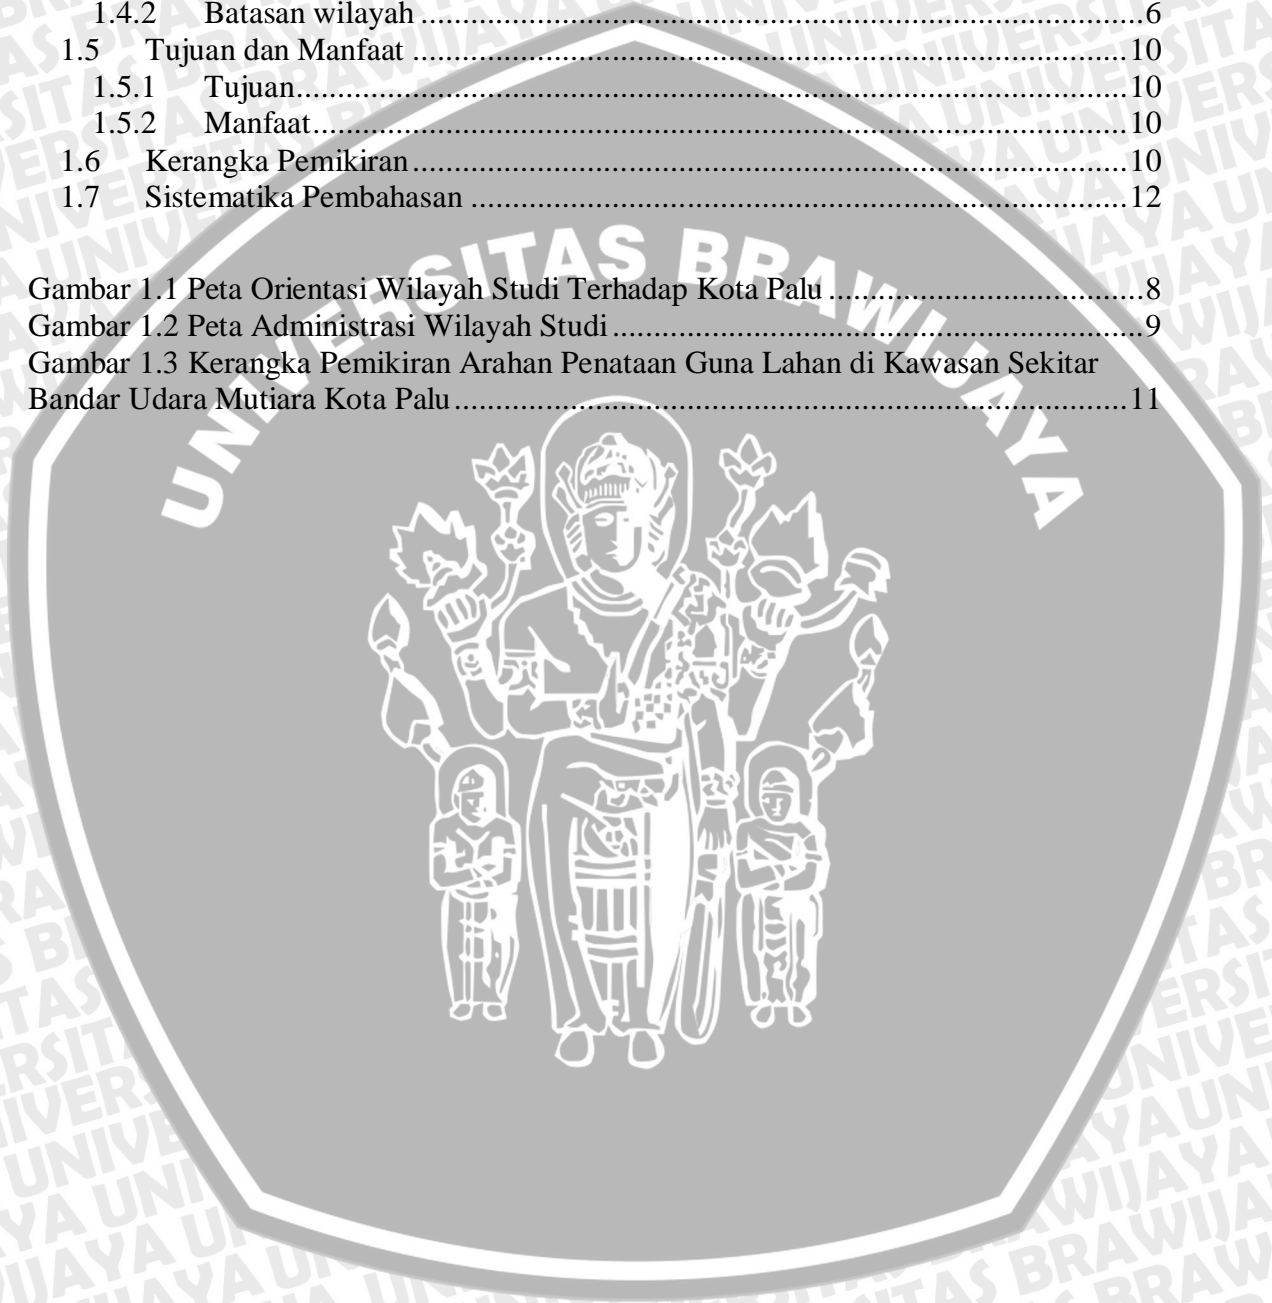 1.4.2 Batasan wilayah ........................................................................................... 6
1.5 Tujuan dan Manfaat .......................................................................................... 10
1.5.1 Tujuan......................................................................................................... 10
1.5.2 Manfaat....................................................................................................... 10
1.6 Kerangka Pemikiran .......................................................................................... 10
1.7 Sistematika Pembahasan ................................................................................... 12
Gambar 1.1 Peta Orientasi Wilayah Studi Terhadap Kota Palu ........................................ 8
Gambar 1.2 Peta Administrasi Wilayah Studi ................................................................... 9
Gambar 1.3 Kerangka Pemikiran Arahan Penataan Guna Lahan di Kawasan Sekitar
Bandar Udara Mutiara Kota Palu ..................................................................................... 11
UNIVERSITAS BRAWIJAYA